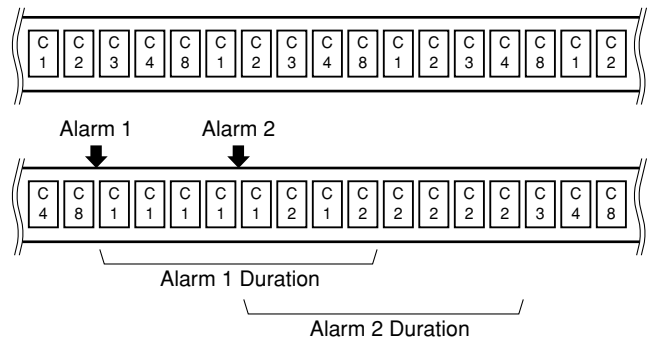 C 1 C 2 C 3 C 4 C 8 C 1 C 2 C 3 C 4 C 8 C 1 C 2 C 3 C 4 C 8 C 1 C 2
Alarm 1 Alarm 2
C 4 C 8 C 1 C 1 C 1 C 1 C 1 C 2 C 1 C 2 C 2 C 2 C 2 C 2 C 3 C 4 C 8
Alarm 1 Duration
Alarm 2 Duration